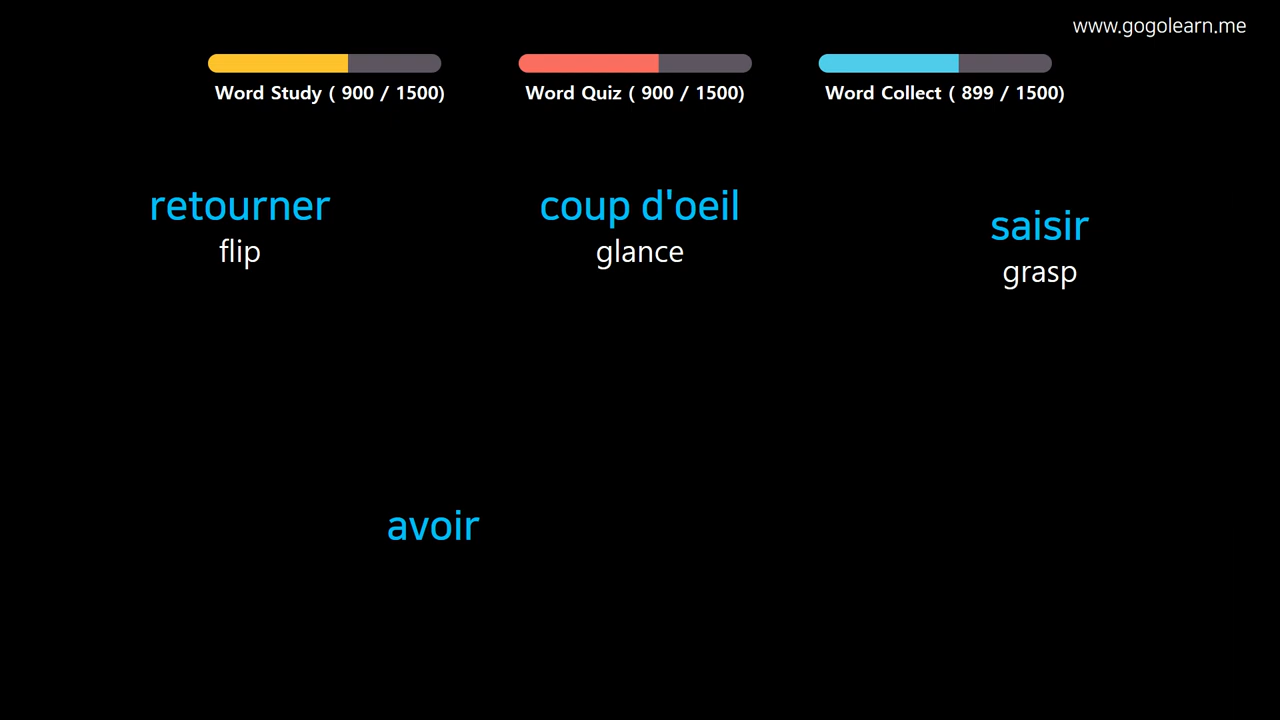 www.gogolearn.me
Word Study ( 900 / 1500)
Word Quiz ( 900 / 1500)
Word Collect ( 899 / 1500)
retourner
flip
coup d'oeil
glance
saisir
grasp
avoir